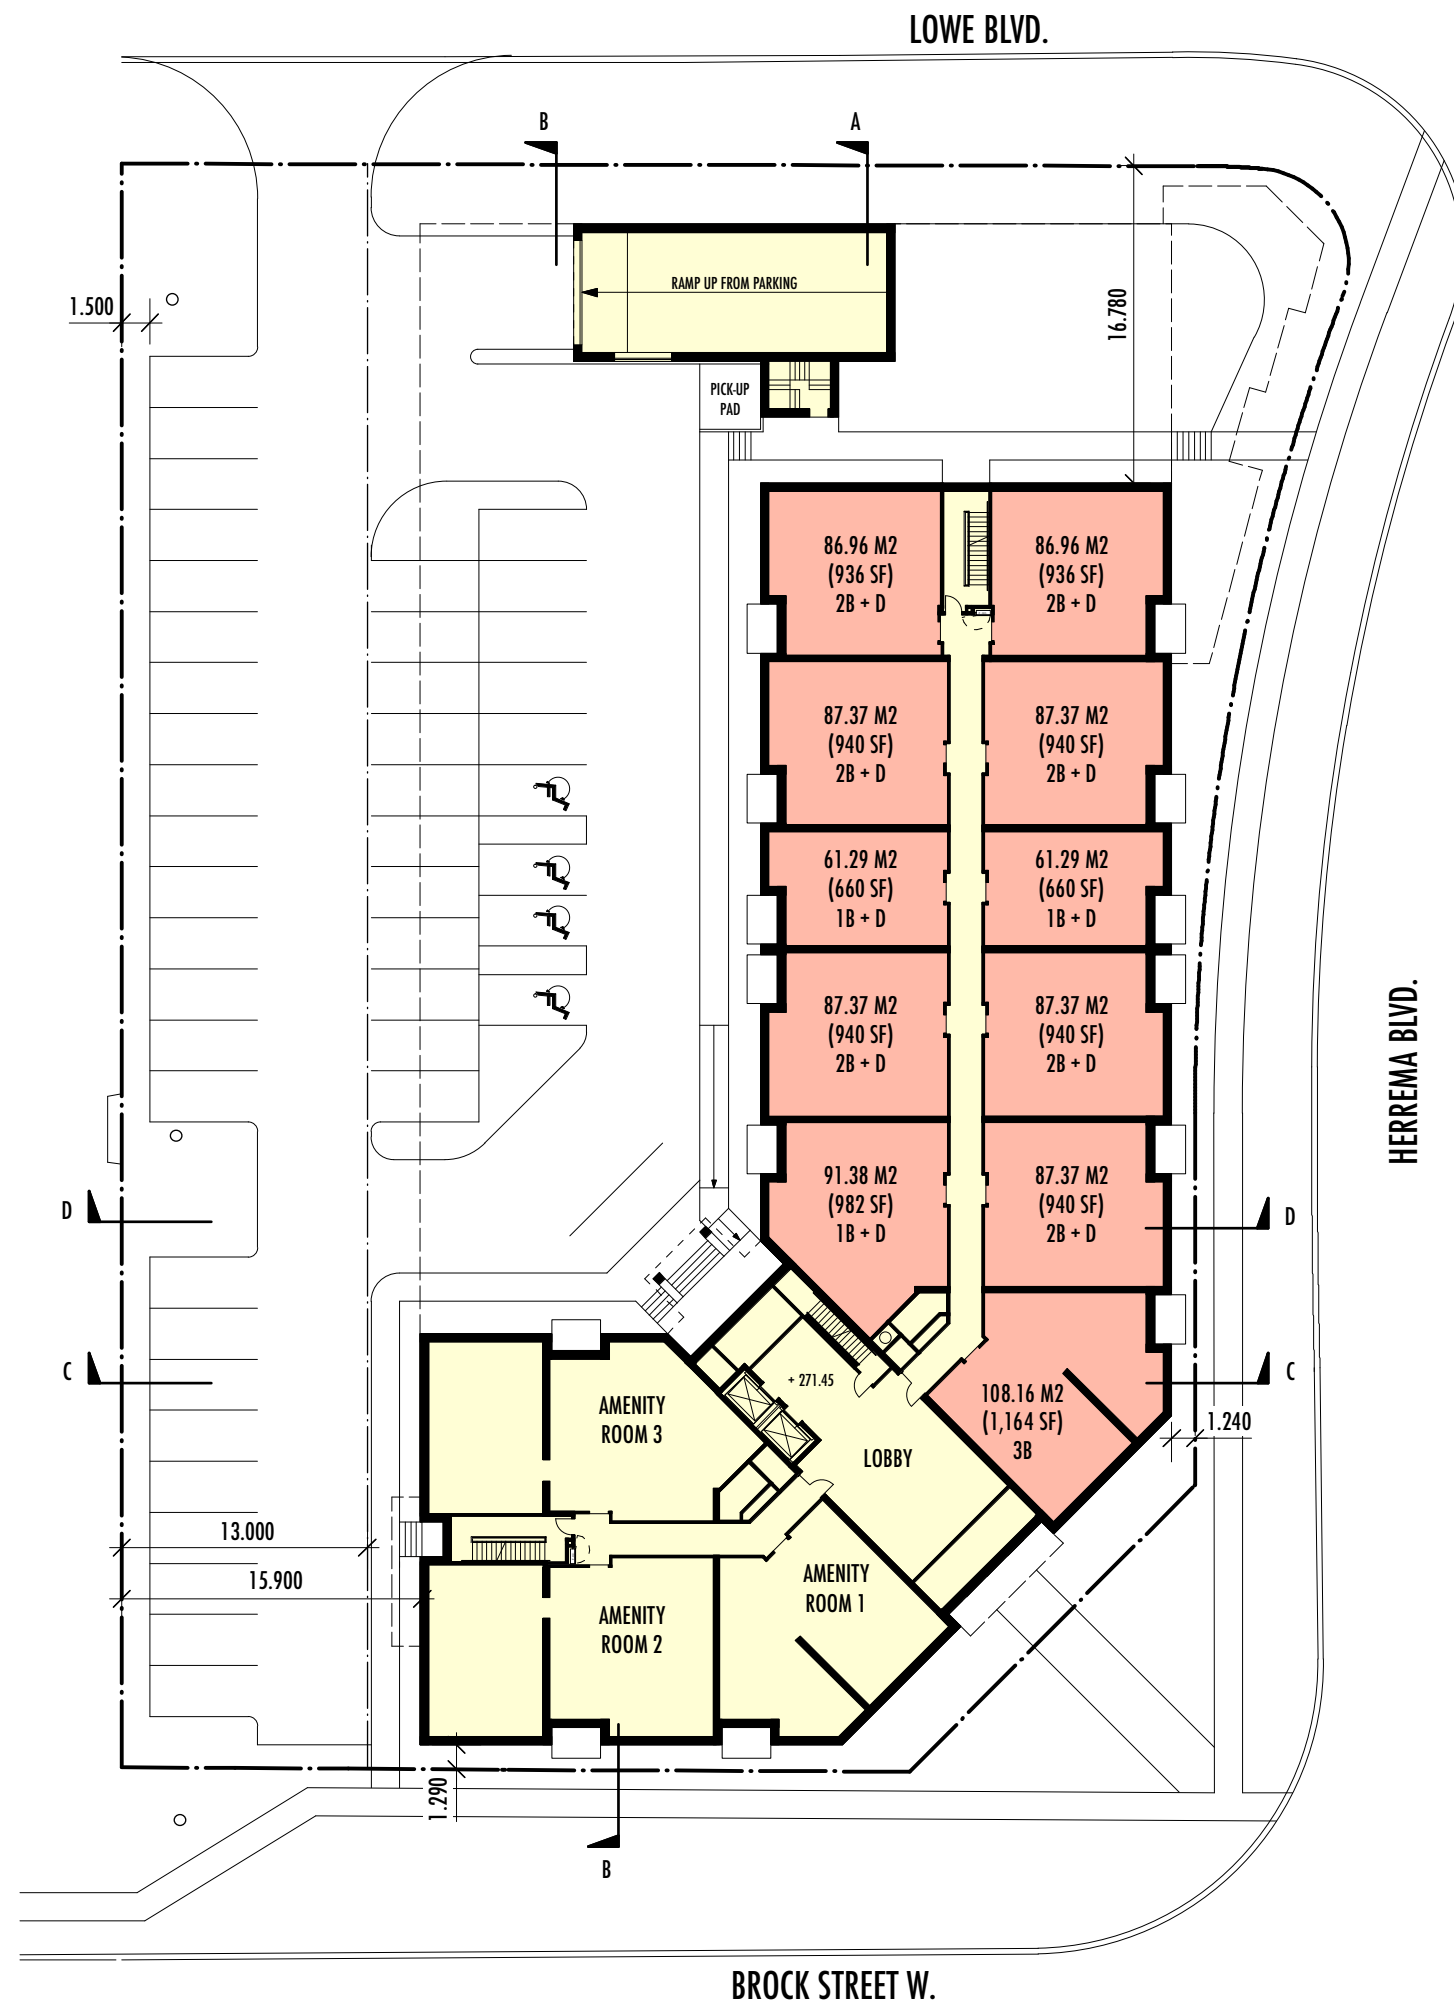 LOWE BLVD.
B
A
1.500
RAMP UP FROM PARKING
16.780
PICK-UP
PAD
86.96 M2
(936 SF)
2B + D
86.96 M2
(936 SF)
2B + D
87.37 M2
(940 SF)
2B + D
87.37 M2
(940 SF)
2B + D
61.29 M2
(660 SF)
1B + D
61.29 M2
(660 SF)
1B + D
87.37 M2
(940 SF)
2B + D
87.37 M2
(940 SF)
2B + D
HERREMA BLVD.
91.38 M2
(982 SF)
1B + D
87.37 M2
(940 SF)
2B + D
D
D
C
+ 271.45
C
108.16 M2
(1,164 SF)
3B
1.240
AMENITY
ROOM 3
LOBBY
13.000
15.900
AMENITY
ROOM 1
AMENITY
ROOM 2
1.290
B
BROCK STREET W.